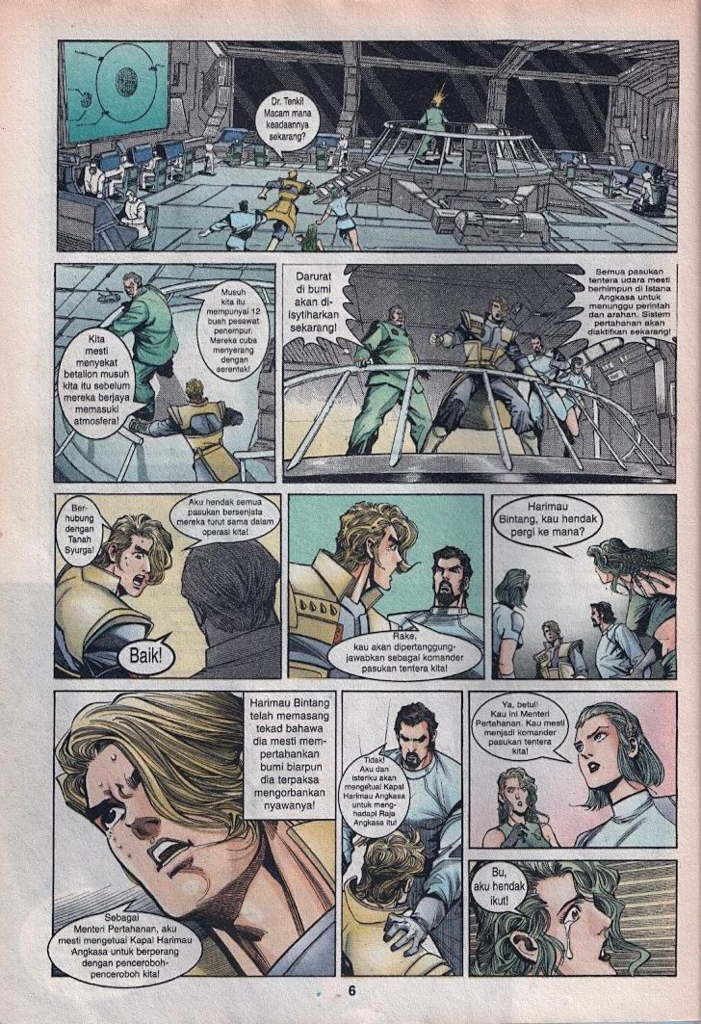 Dr. Tenki!
Macam mana
keadaannya
sekarang?
Musuh
kita itu
mempunyai 12
buah pesawat
penempur.
Mereka cuba
menyerang
dengan
serentak!
Kita
mesti
menyekat
betalion musuh
kita itu sebelum
mereka berjaya
memasuki
atmosfera!
Darurat
di bumi
akan di-
isytiharkan
sekarang!
Semua pasukan
tentera udara mesti
berhimpun di Istana
Angkasa untuk
menunggu perintah
dan arahan. Sistem
pertahanan akan
diaktifkan sekarang!
Ber-
hubung
dengan
Tanah
Syurga!
Aku hendak semua
pasukan bersenjata
mereka turut sama dalam
operasi kita!
Baik!
Rake,
kau akan dipertanggung-
jawabkan sebagai komander
pasukan tentera kita!
Harimau
Bintang, kau hendak
pergi ke mana?
Harimau Bintang
telah memasang
tekad bahawa
dia mesti mem-
pertahankan
bumi biarpun
dia terpaksa
mengorbankan
nyawanya!
Sebagai
Menteri Pertahanan, aku
mesti mengetuai Kapal Harimau
Angkasa untuk berperang
dengan penceroboh-
penceroboh kita!
Tidak!
Aku dan
isteriku akan
mengetuai Kapal
Harimau Angkasa
untuk meng-
hadapi Raja
Angkasa itu!
Ya, betul!
Kau ini Menteri
Pertahanan. Kau mesti
menjadi komander
pasukan tentera
kita!
Bu,
aku hendak
ikut!
6